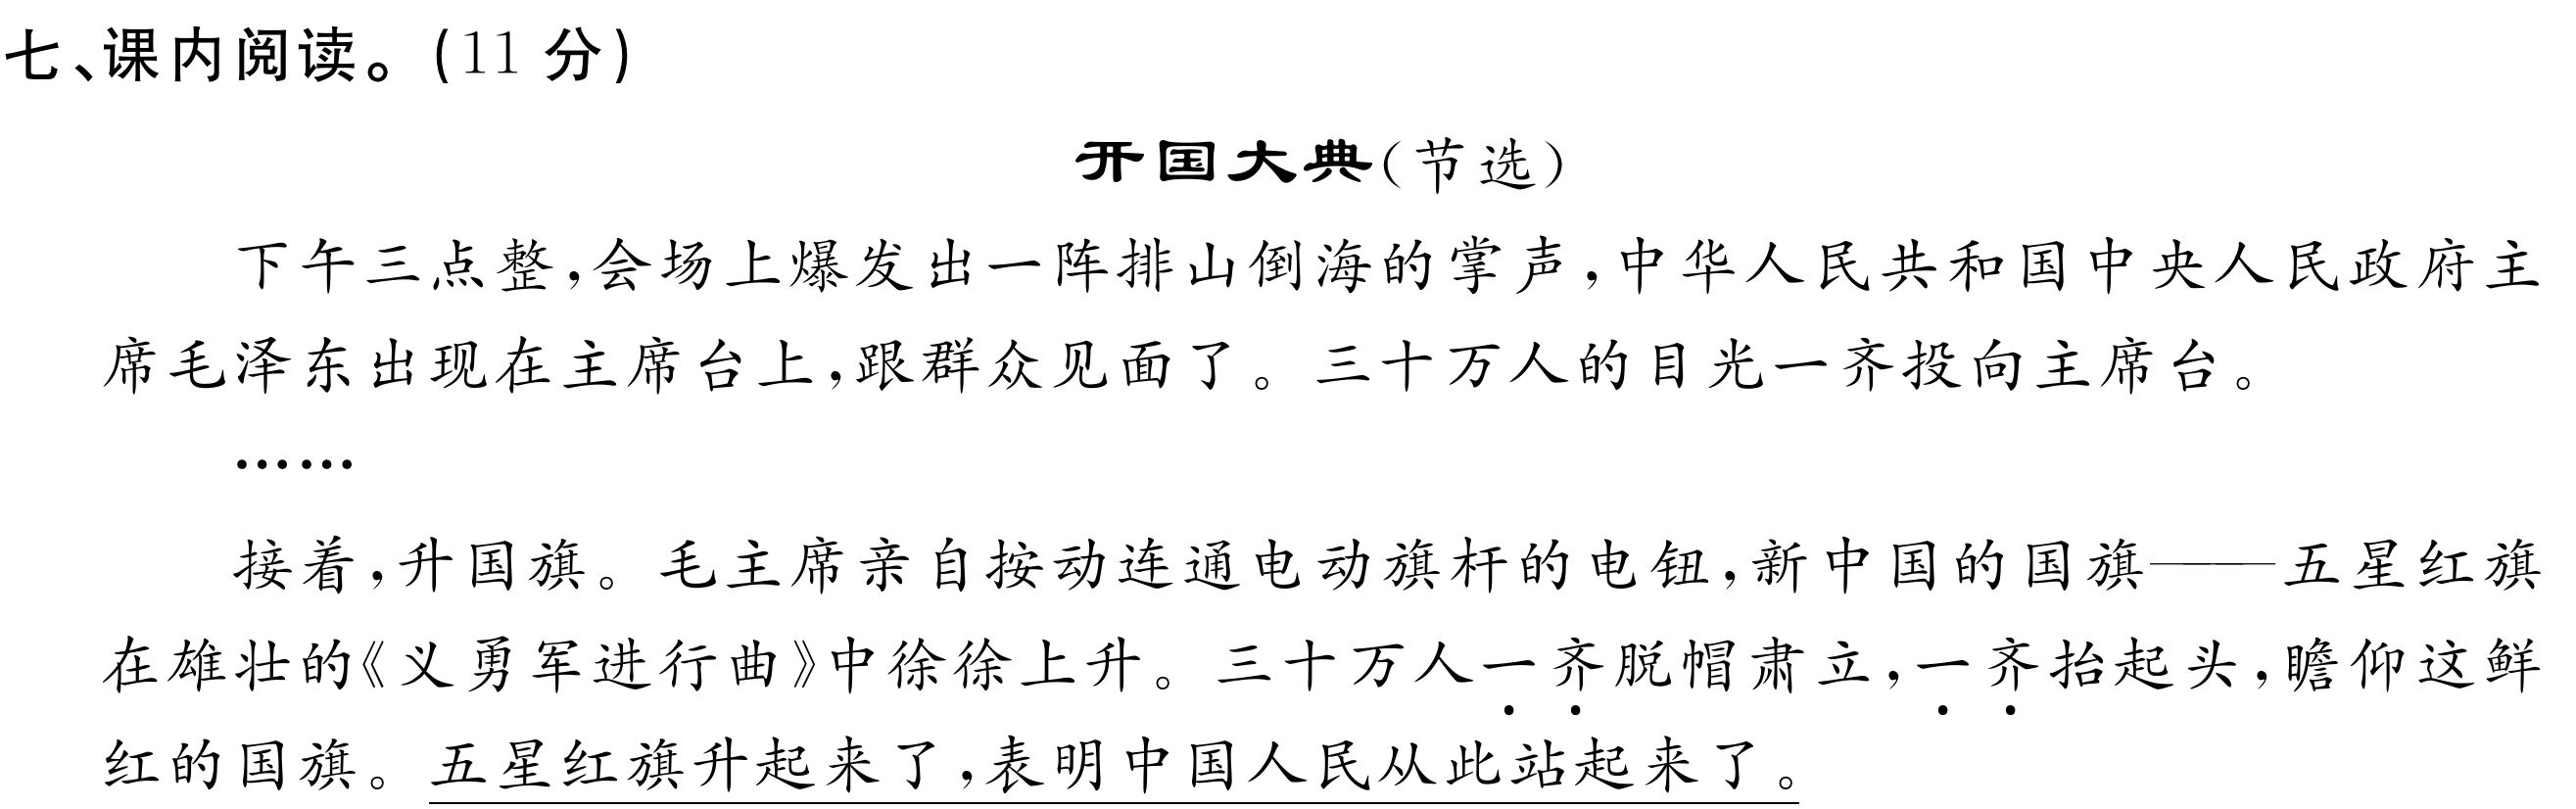 七、课内阅读。(11 分)
开国大典(节选)
下午三点整,会场上爆发出一阵排山倒海的掌声,中华人民共和国中央人民政府主
席毛泽东出现在主席台上,跟群众见面了。三十万人的目光一齐投向主席台。
……
接着,升国旗。毛主席亲自按动连通电动旗杆的电钮,新中国的国旗——五星红旗
在雄壮的《义勇军进行曲》中徐徐上升。三十万人一齐脱帽肃立,一齐抬起头,瞻仰这鲜
红的国旗。五星红旗升起来了,表明中国人民从此站起来了。